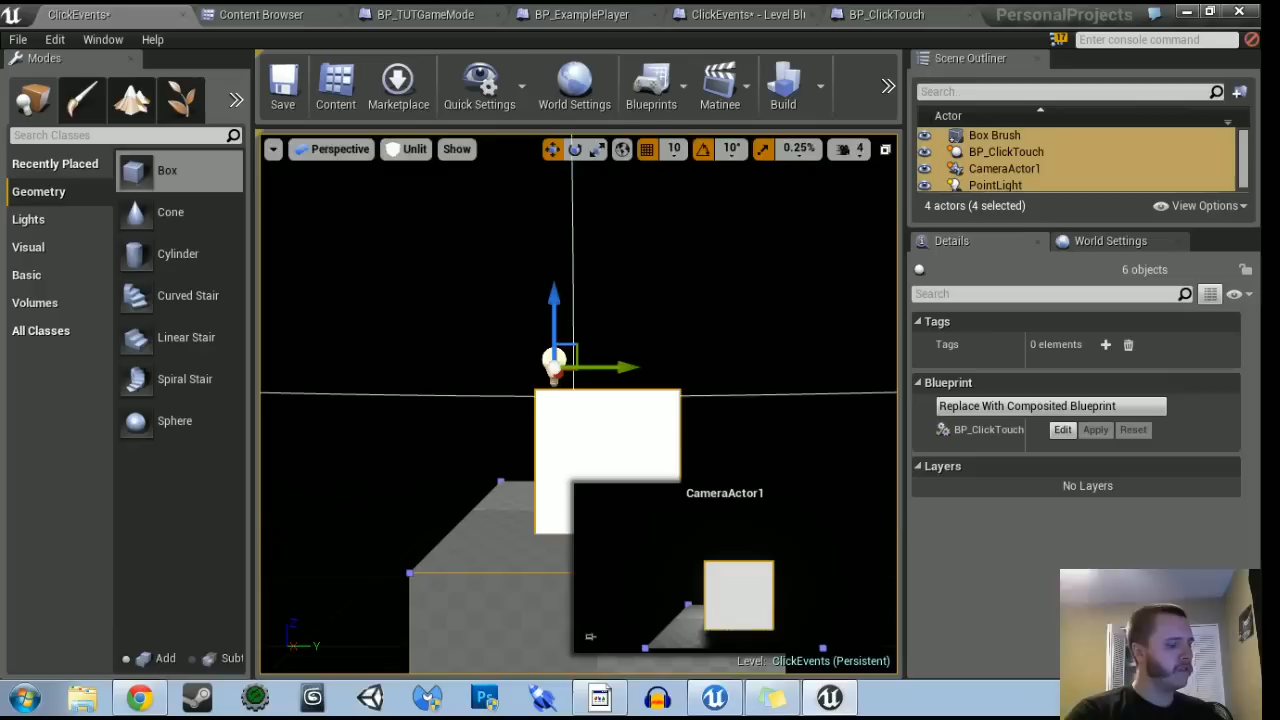 ClickEvents*
Content Browser
BP_TUTGameMode
BP_ExamplePlayer
ClickEvents* - Level Blu
BP_ClickTouch
PersonalProjects
File Edit Window Help
17
Enter console command
Modes
Search Classes
Recently Placed
Geometry
Lights
Visual
Basic
Volumes
All Classes
Box
Cone
Cylinder
Curved Stair
Linear Stair
Spiral Stair
Sphere
Add
Subt
Save
Content
Marketplace
Quick Settings
World Settings
Blueprints
Matinee
Build
Perspective
Unlit
Show
10
10°
0.25%
4
CameraActor1
Z
X
Y
Level: ClickEvents (Persistent)
Scene Outliner
Search
Actor
Box Brush
BP_ClickTouch
CameraActor1
PointLight
4 actors (4 selected)
View Options
Details
World Settings
6 objects
Search
Tags
Tags 0 elements
Blueprint
Replace With Composited Blueprint
BP_ClickTouch Edit Apply Reset
Layers
No Layers
Ps